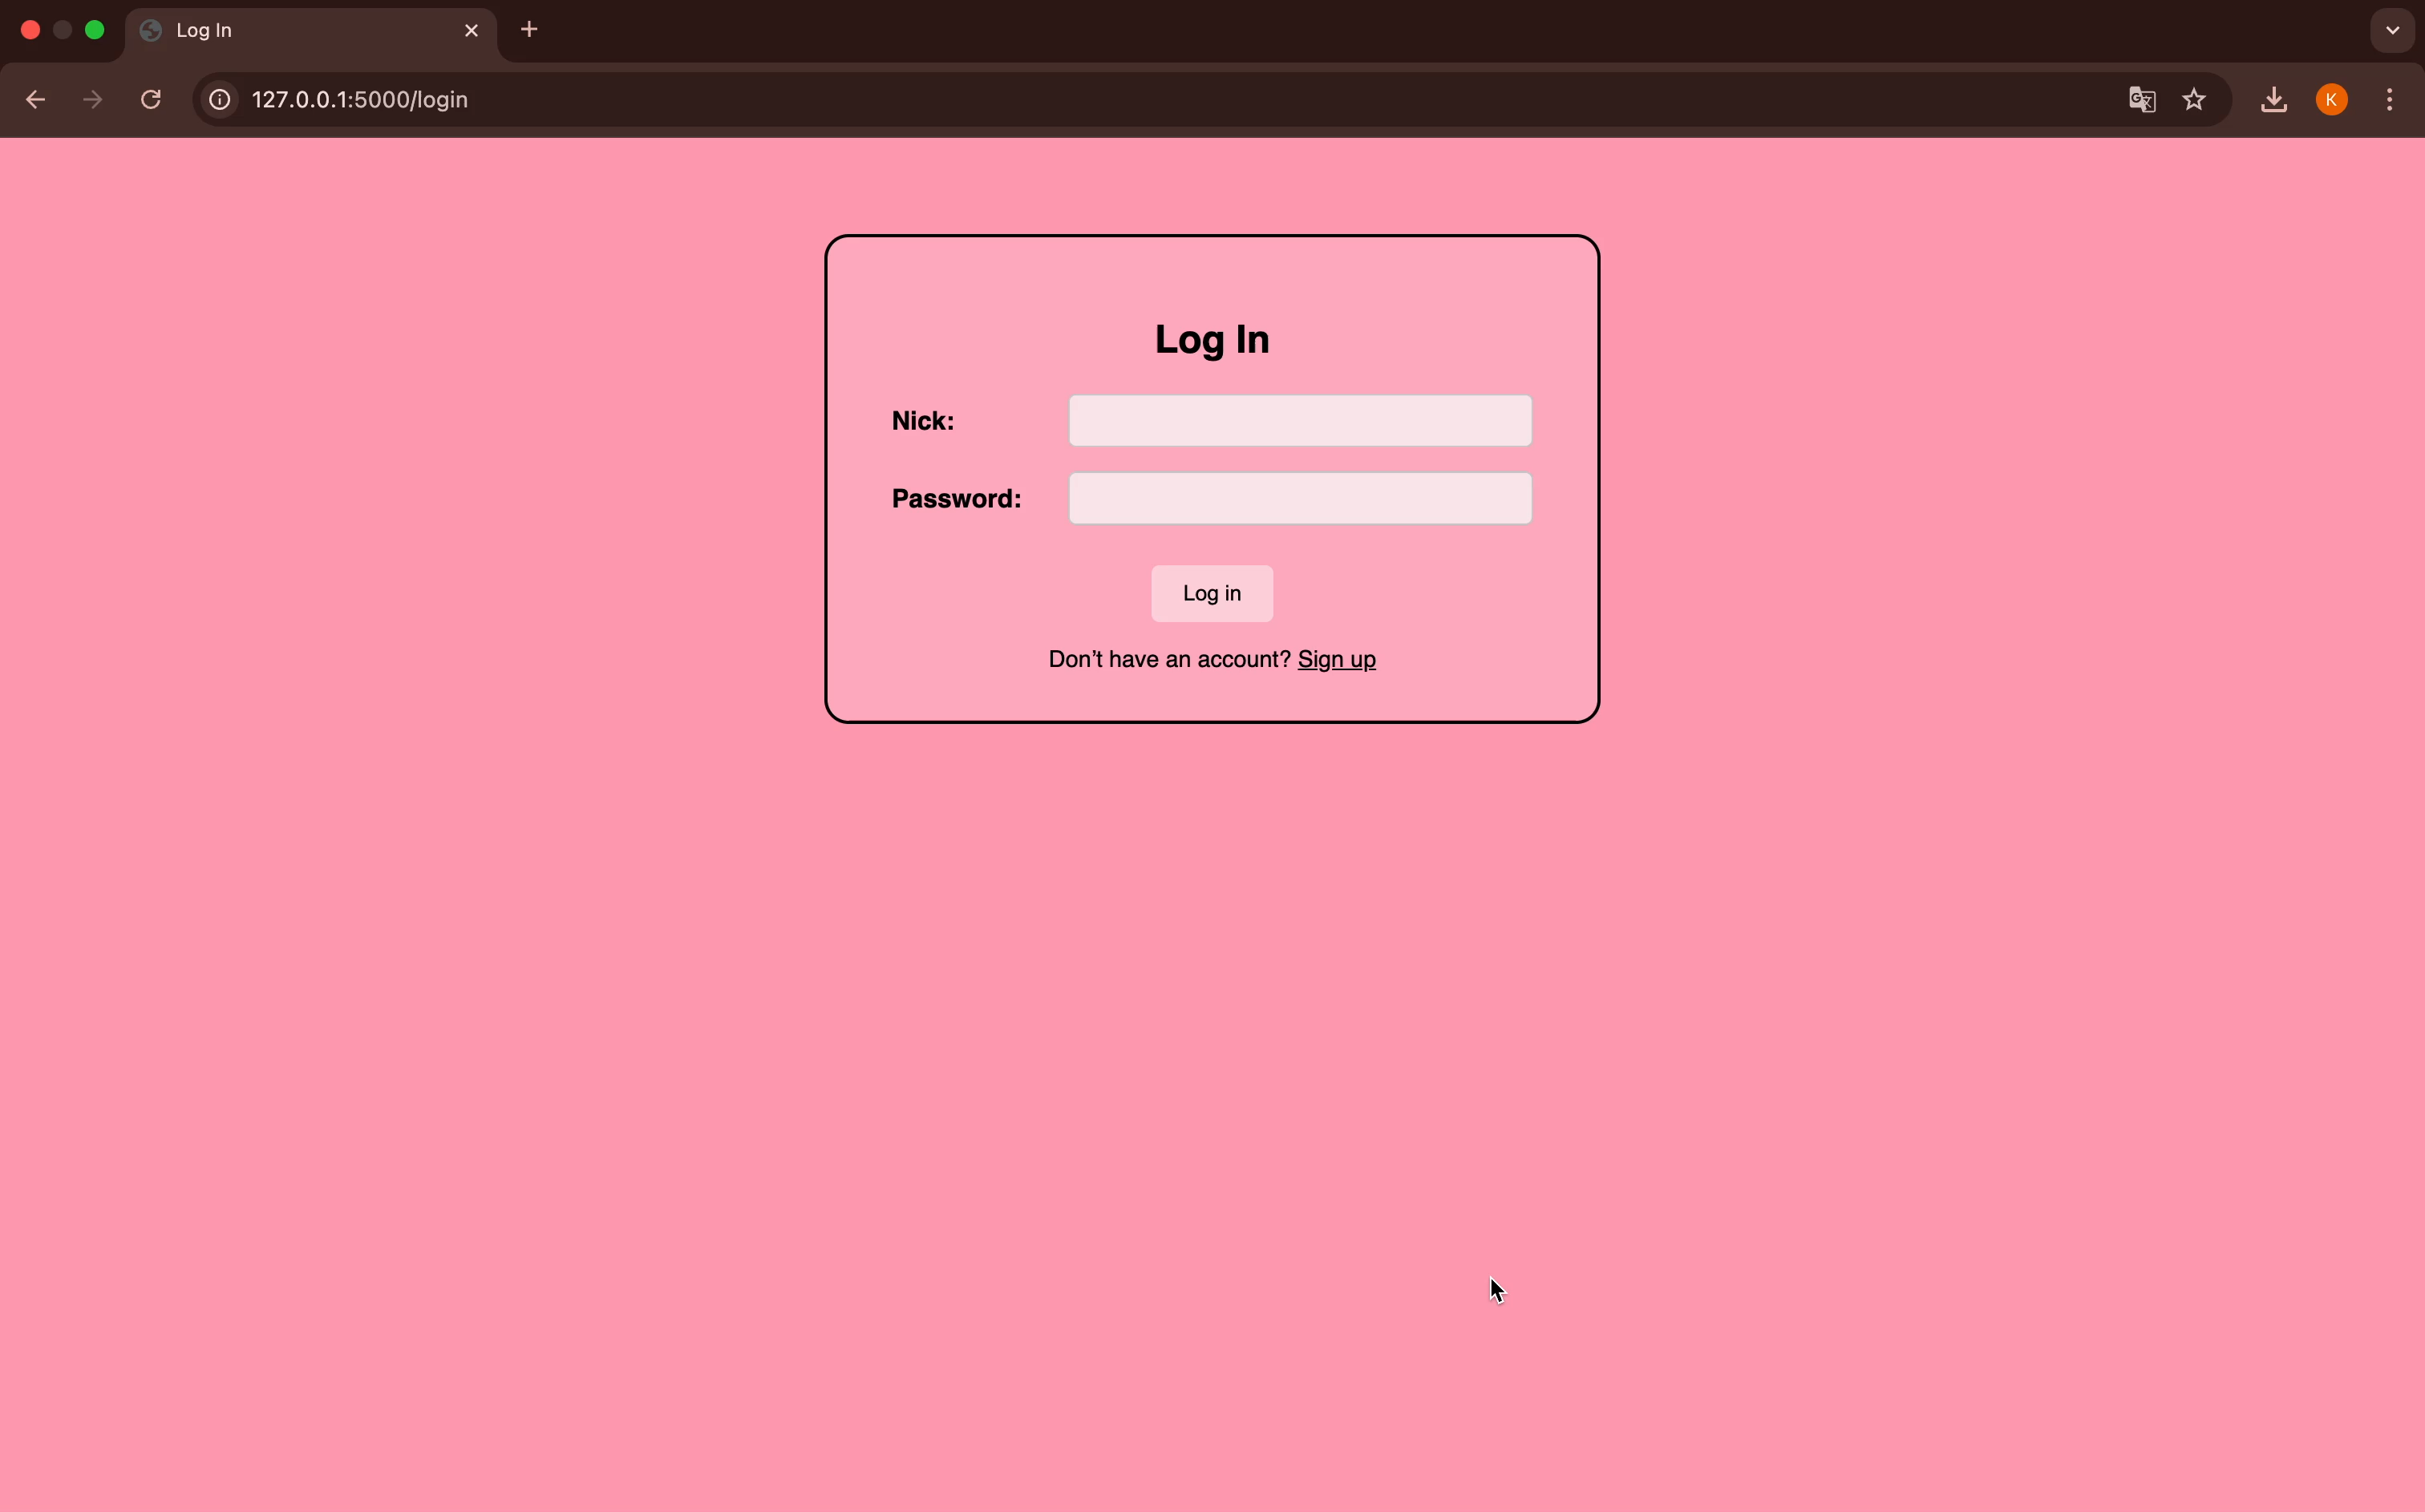 Log In
127.0.0.1:5000/login
K
Log In
Nick:
Password:
Log in
Don’t have an account? Sign up